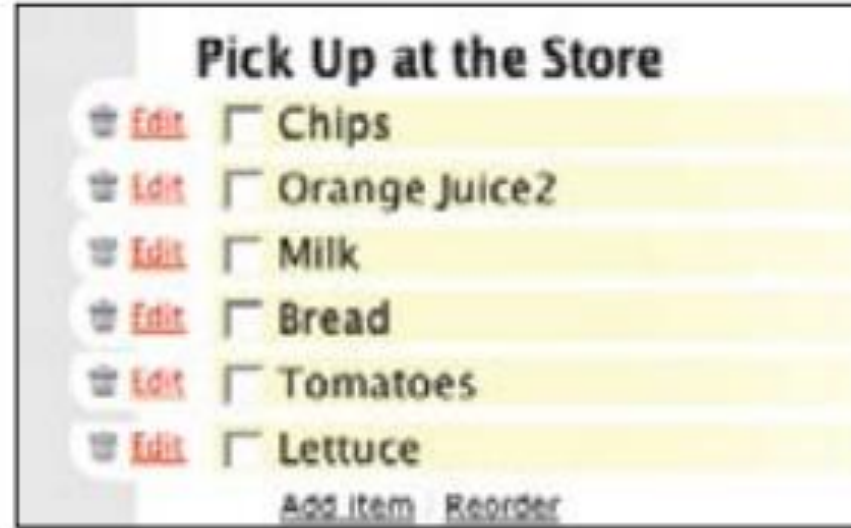 Pick Up at the Store
Edit Chips
Edit Orange Juice2
Edit Milk
Edit Bread
Edit Tomatoes
Edit Lettuce
Add item Reorder